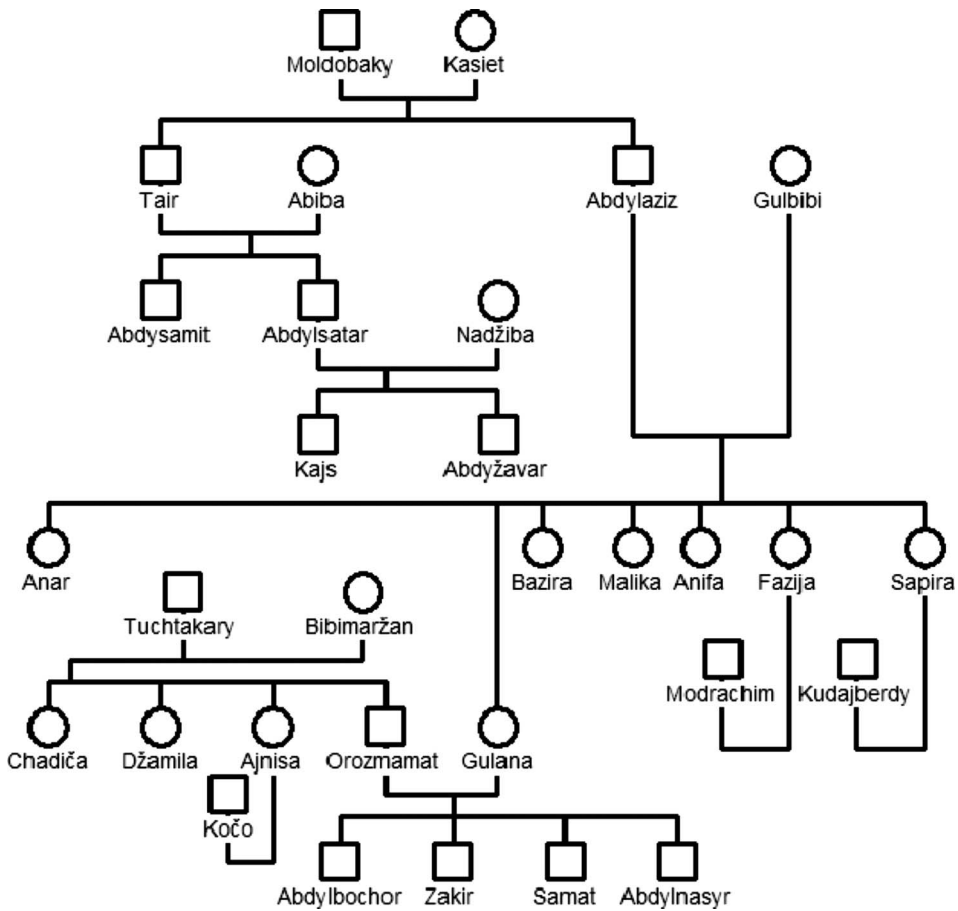 Moldobaky Kasiet
Tair Abiba Abdylaziz Gulbibi
Abdysamit Abdylsatar Nadžiba
Kajs Abdyžavar
Anar Bazira Malika Anifa Fazija Sapira
Tuchtakary Bibimaržan
Modrachim Kudajberdy
Chadiča Džamila Ajnisa Orozmamat Gulana
Kočo
Abdylbochor Zakir Samat Abdylnasyr